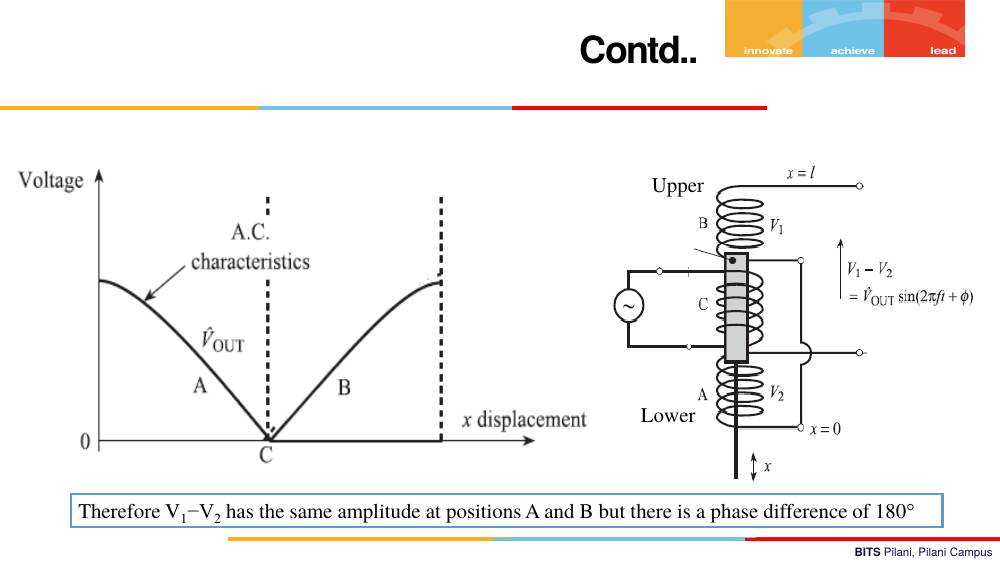 Contd..
innovate achieve lead
Voltage
A.C.
characteristics
V̂OUT
A
B
x displacement
0
C
Upper
x = l
B
V1
V1 – V2
= V̂OUT sin(2πft + ϕ)
C
~
A
V2
Lower
x = 0
x
Therefore V1−V2 has the same amplitude at positions A and B but there is a phase difference of 180°
BITS Pilani, Pilani Campus